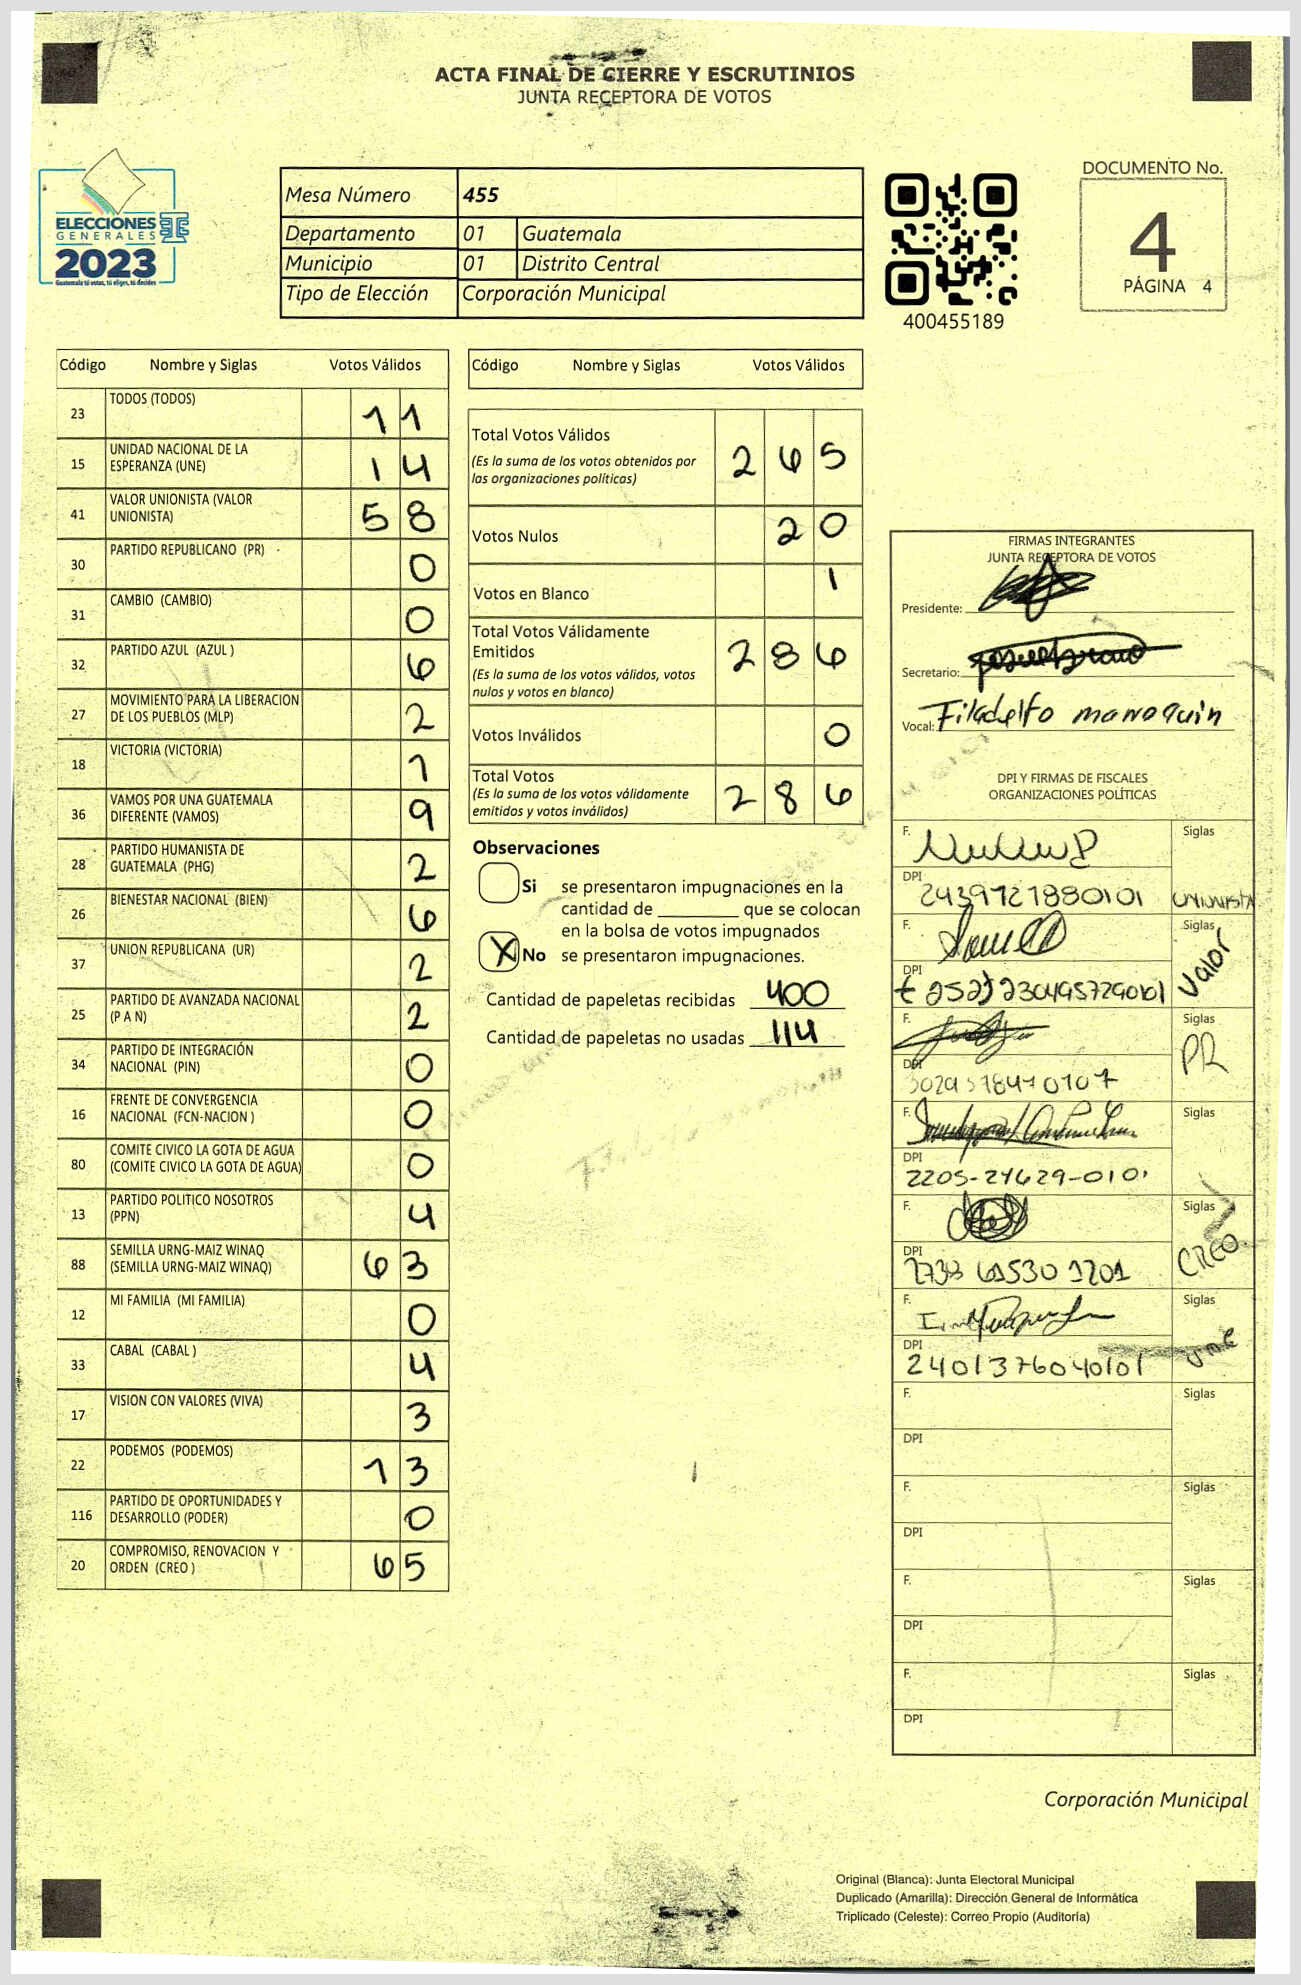 ACTA FINAL DE CIERRE Y ESCRUTINIOS
JUNTA RECEPTORA DE VOTOS
ELECCIONES
GENERALES
2023
Guatemala tú votas, tú eliges, tú decides
Mesa Número 455
Departamento 01 Guatemala
Municipio 01 Distrito Central
Tipo de Elección Corporación Municipal
400455189
DOCUMENTO No.
4
PÁGINA 4
Código Nombre y Siglas Votos Válidos
23 TODOS (TODOS) 11
15 UNIDAD NACIONAL DE LA
ESPERANZA (UNE) 14
41 VALOR UNIONISTA (VALOR
UNIONISTA) 58
30 PARTIDO REPUBLICANO (PR) 0
31 CAMBIO (CAMBIO) 0
32 PARTIDO AZUL (AZUL ) 6
27 MOVIMIENTO PARA LA LIBERACION
DE LOS PUEBLOS (MLP) 2
18 VICTORIA (VICTORIA) 1
36 VAMOS POR UNA GUATEMALA
DIFERENTE (VAMOS) 9
28 PARTIDO HUMANISTA DE
GUATEMALA (PHG) 2
26 BIENESTAR NACIONAL (BIEN) 6
37 UNION REPUBLICANA (UR) 2
25 PARTIDO DE AVANZADA NACIONAL
(P A N) 2
34 PARTIDO DE INTEGRACIÓN
NACIONAL (PIN) 0
16 FRENTE DE CONVERGENCIA
NACIONAL (FCN-NACION ) 0
80 COMITE CIVICO LA GOTA DE AGUA
(COMITE CIVICO LA GOTA DE AGUA) 0
13 PARTIDO POLITICO NOSOTROS
(PPN) 4
88 SEMILLA URNG-MAIZ WINAQ
(SEMILLA URNG-MAIZ WINAQ) 63
12 MI FAMILIA (MI FAMILIA) 0
33 CABAL (CABAL ) 4
17 VISION CON VALORES (VIVA) 3
22 PODEMOS (PODEMOS) 13
116 PARTIDO DE OPORTUNIDADES Y
DESARROLLO (PODER) 0
20 COMPROMISO, RENOVACION Y
ORDEN (CREO ) 65
Código Nombre y Siglas Votos Válidos
Total Votos Válidos 265
(Es la suma de los votos obtenidos por
las organizaciones políticas)
Votos Nulos 20
Votos en Blanco 1
Total Votos Válidamente
Emitidos 286
(Es la suma de los votos válidos, votos
nulos y votos en blanco)
Votos Inválidos 0
Total Votos 286
(Es la suma de los votos válidamente
emitidos y votos inválidos)
Observaciones
Si se presentaron impugnaciones en la
cantidad de ________ que se colocan
en la bolsa de votos impugnados
X No se presentaron impugnaciones.
Cantidad de papeletas recibidas 400
Cantidad de papeletas no usadas 114
FIRMAS INTEGRANTES
JUNTA RECEPTORA DE VOTOS
Presidente:
Secretario:
Vocal: Filadelfo marroquin
DPI Y FIRMAS DE FISCALES
ORGANIZACIONES POLÍTICAS
F. Siglas
DPI 2439727880101 UNIONISTA
F. Siglas
DPI Valor
F. Siglas
DPI PR
F. Siglas
DPI 2205-24629-0101
F. Siglas
DPI CREO
F. Siglas
DPI 2401376040101 une
F. Siglas
DPI
F. Siglas
DPI
F. Siglas
DPI
F. Siglas
DPI
Corporación Municipal
Original (Blanca): Junta Electoral Municipal
Duplicado (Amarilla): Dirección General de Informática
Triplicado (Celeste): Correo Propio (Auditoría)